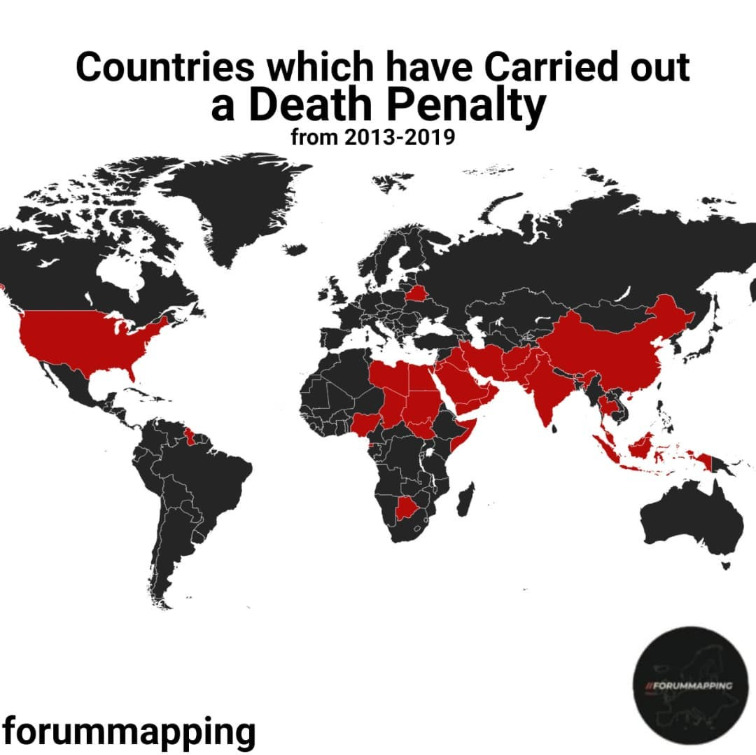 Countries which have Carried out
a Death Penalty
from 2013-2019
//FORUMMAPPING
forummapping